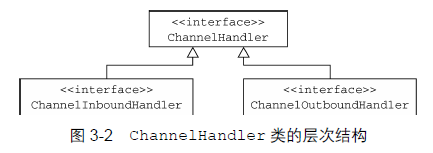 <<interface>>
ChannelHandler
<<interface>>
ChannelInboundHandler
<<interface>>
ChannelOutboundHandler
图 3-2 ChannelHandler 类的层次结构